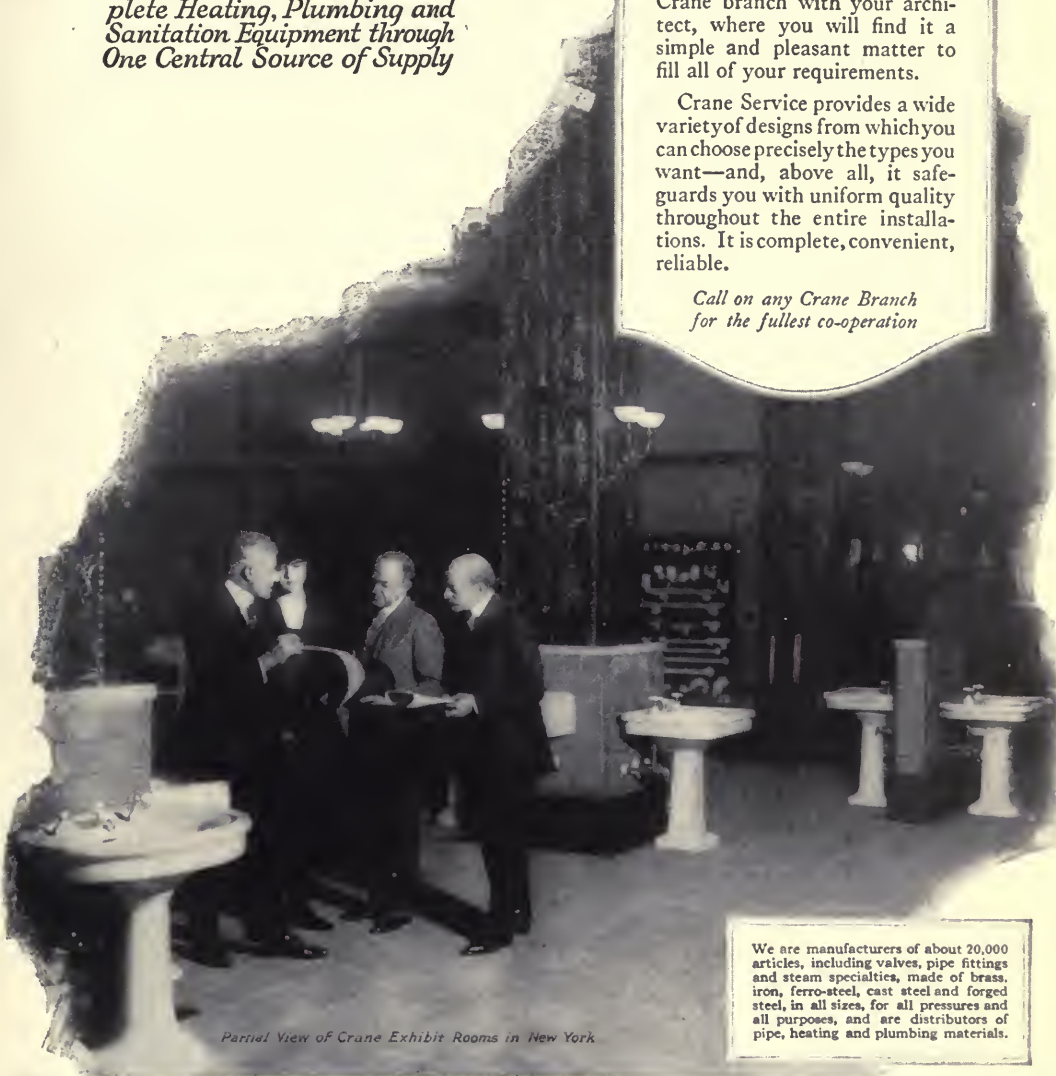 plete Heating, Plumbing and
Sanitation Equipment through
One Central Source of Supply
Crane branch with your archi-
tect, where you will find it a
simple and pleasant matter to
fill all of your requirements.
Crane Service provides a wide
variety of designs from which you
can choose precisely the types you
want—and, above all, it safe-
guards you with uniform quality
throughout the entire installa-
tions. It is complete, convenient,
reliable.
Call on any Crane Branch
for the fullest co-operation
We are manufacturers of about 20,000
articles, including valves, pipe fittings
and steam specialties, made of brass,
iron, ferro-steel, cast steel and forged
steel, in all sizes, for all pressures and
all purposes, and are distributors of
pipe, heating and plumbing materials.
Partial View of Crane Exhibit Rooms in New York